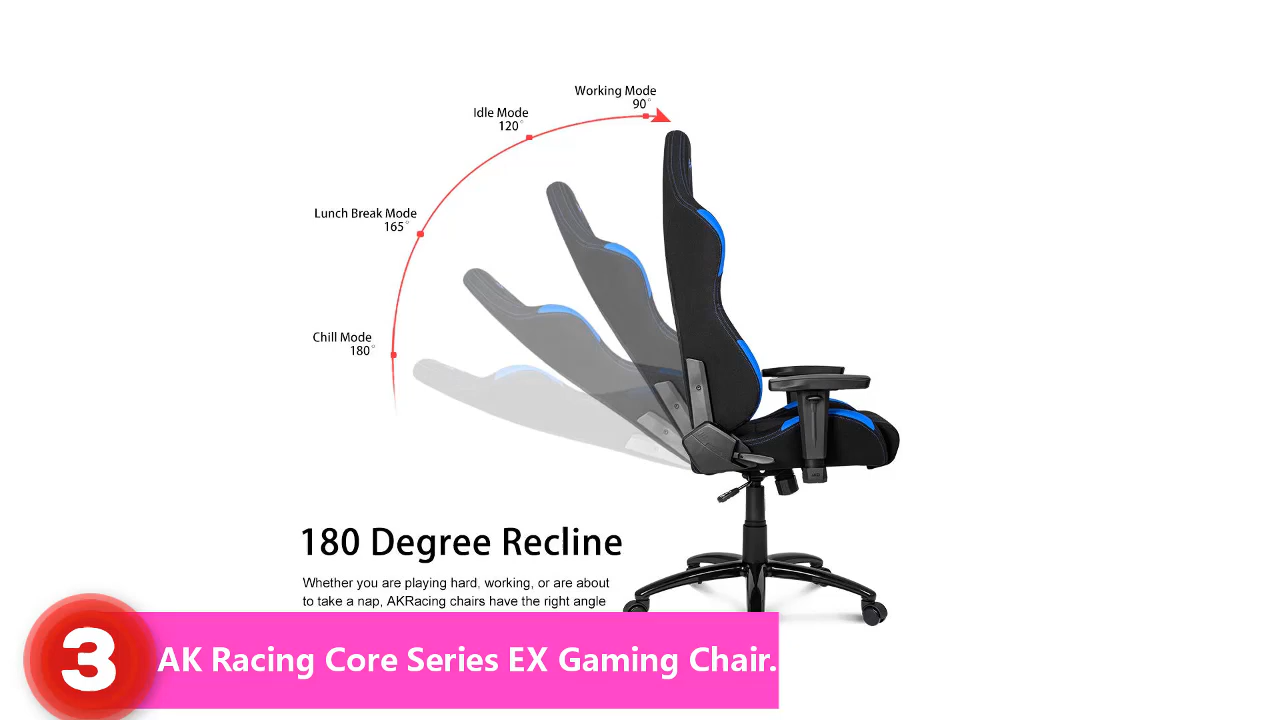 Working Mode
90°
Idle Mode
120°
Lunch Break Mode
165°
Chill Mode
180°
180 Degree Recline
Whether you are playing hard, working, or are about
to take a nap, AKRacing chairs have the right angle
3
AK Racing Core Series EX Gaming Chair.